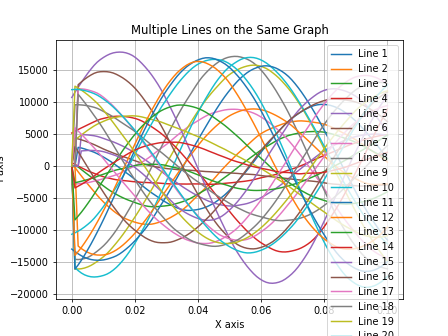 Multiple Lines on the Same Graph
15000
10000
5000
0
−5000
−10000
−15000
−20000
0.00
0.02
0.04
0.06
X axis
Line 1
Line 2
Line 3
Line 4
Line 5
Line 6
Line 7
Line 8
Line 9
Line 10
Line 11
Line 12
Line 13
Line 14
Line 15
Line 16
Line 17
Line 18
Line 19
Line 20